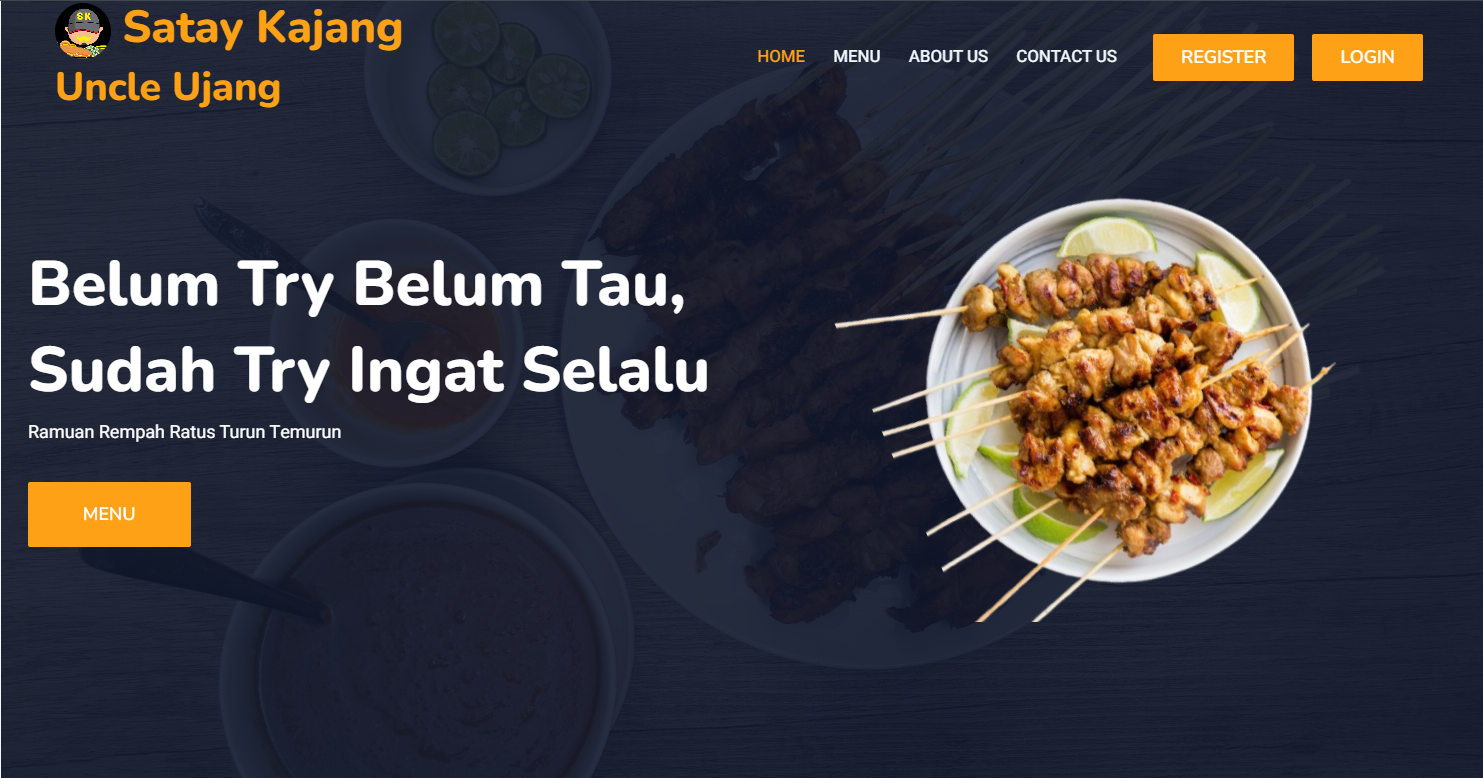 SK
Satay Kajang
Uncle Ujang
HOME MENU ABOUT US CONTACT US REGISTER LOGIN
Belum Try Belum Tau,
Sudah Try Ingat Selalu
Ramuan Rempah Ratus Turun Temurun
MENU